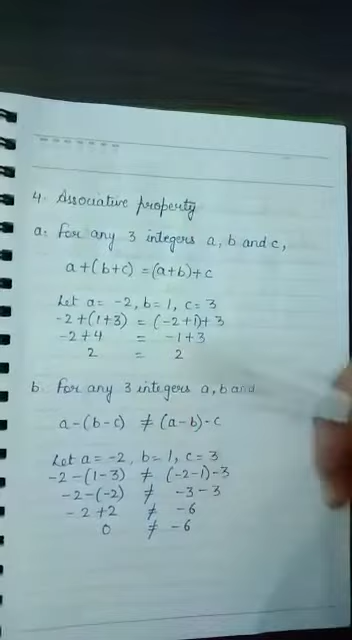 4. Associative property
a. For any 3 integers a, b and c,
a+(b+c) = (a+b)+c
Let a = -2, b = 1, c = 3
-2+(1+3) = (-2+1)+3
-2+4 = -1+3
2 = 2
b. For any 3 integers a, b and
a-(b-c) ≠ (a-b)-c
Let a = -2, b = 1, c = 3
-2-(1-3) ≠ (-2-1)-3
-2-(-2) ≠ -3-3
-2+2 ≠ -6
0 ≠ -6